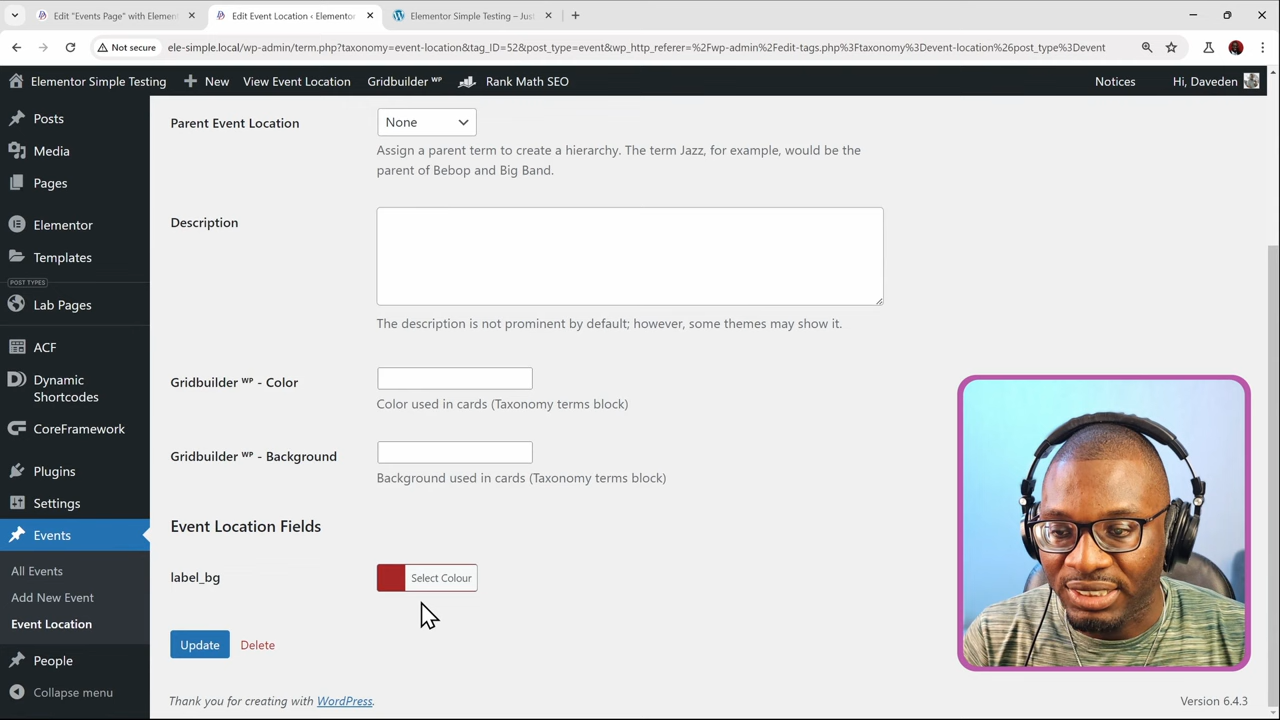 Edit "Events Page" with Element
Edit Event Location ‹ Elementor
Elementor Simple Testing – Jus
Not secure
ele-simple.local/wp-admin/term.php?taxonomy=event-location&tag_ID=52&post_type=event&wp_http_referer=%2Fwp-admin%2Fedit-tags.php%3Ftaxonomy%3Devent-location%26post_type%3Devent
Elementor Simple Testing
New
View Event Location
Gridbuilder ᵂᴾ
Rank Math SEO
Notices
Hi, Daveden
Posts
Media
Pages
Elementor
Templates
POST TYPES
Lab Pages
ACF
Dynamic
Shortcodes
CoreFramework
Plugins
Settings
Events
All Events
Add New Event
Event Location
People
Collapse menu
Parent Event Location
None
Assign a parent term to create a hierarchy. The term Jazz, for example, would be the
parent of Bebop and Big Band.
Description
The description is not prominent by default; however, some themes may show it.
Gridbuilder ᵂᴾ - Color
Color used in cards (Taxonomy terms block)
Gridbuilder ᵂᴾ - Background
Background used in cards (Taxonomy terms block)
Event Location Fields
label_bg
Select Colour
Update
Delete
Thank you for creating with WordPress.
Version 6.4.3